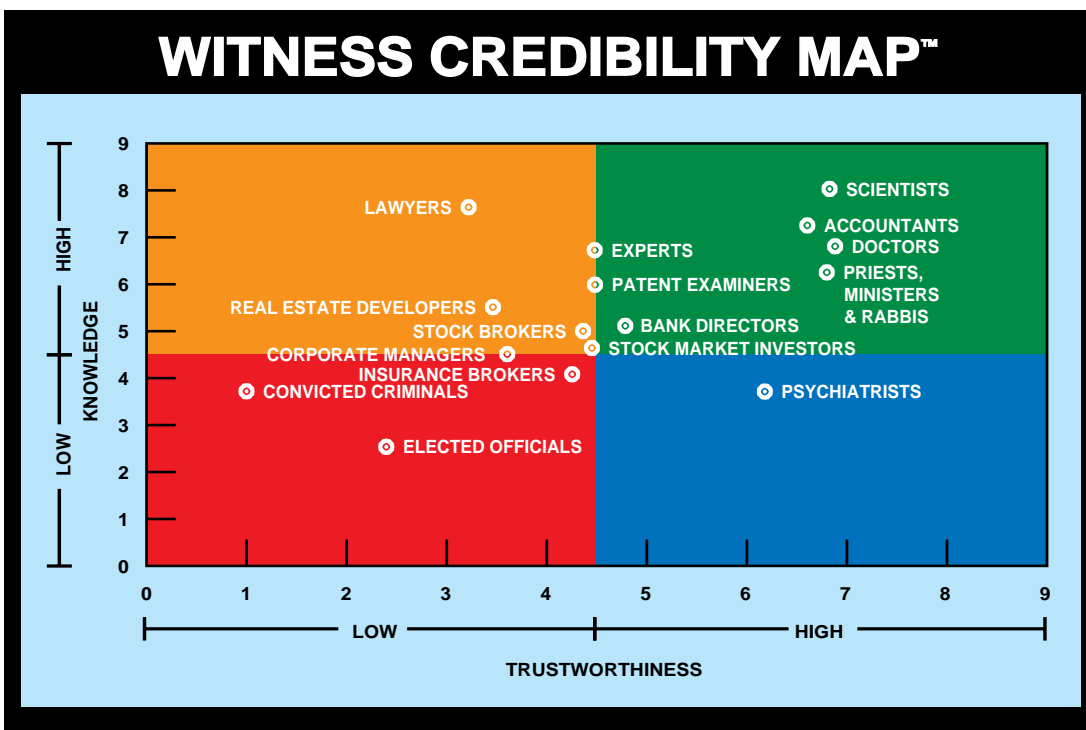 WITNESS CREDIBILITY MAP™
9
8
7
6
5
4
3
2
1
0
HIGH
LOW
KNOWLEDGE
LAWYERS
SCIENTISTS
ACCOUNTANTS
EXPERTS
DOCTORS
PATENT EXAMINERS
PRIESTS,
MINISTERS
& RABBIS
REAL ESTATE DEVELOPERS
STOCK BROKERS
BANK DIRECTORS
CORPORATE MANAGERS
STOCK MARKET INVESTORS
INSURANCE BROKERS
CONVICTED CRIMINALS
PSYCHIATRISTS
ELECTED OFFICIALS
0 1 2 3 4 5 6 7 8 9
LOW HIGH
TRUSTWORTHINESS